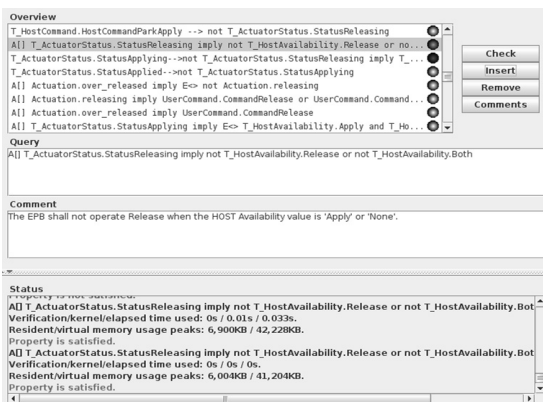 Overview
T_HostCommand.HostCommandParkApply --> not T_ActuatorStatus.StatusReleasing
A[] T_ActuatorStatus.StatusReleasing imply not T_HostAvailability.Release or no...
T_ActuatorStatus.StatusApplying-->not T_ActuatorStatus.StatusReleasing imply T_...
T_ActuatorStatus.StatusApplied-->not T_ActuatorStatus.StatusApplying
A[] Actuation.over_released imply E<> not Actuation.releasing
A[] Actuation.releasing imply UserCommand.CommandRelease or UserCommand.Command...
A[] Actuation.over_released imply UserCommand.CommandRelease
A[] T_ActuatorStatus.StatusApplying imply E<> T_HostAvailability.Apply and T_Ho...
Check
Insert
Remove
Comments
Query
A[] T_ActuatorStatus.StatusReleasing imply not T_HostAvailability.Release or not T_HostAvailability.Both
Comment
The EPB shall not operate Release when the HOST Availability value is 'Apply' or 'None'.
Status
Property is not satisfied.
A[] T_ActuatorStatus.StatusReleasing imply not T_HostAvailability.Release or not T_HostAvailability.Bot
Verification/kernel/elapsed time used: 0s / 0.01s / 0.033s.
Resident/virtual memory usage peaks: 6,900KB / 42,228KB.
Property is satisfied.
A[] T_ActuatorStatus.StatusReleasing imply not T_HostAvailability.Release or not T_HostAvailability.Bot
Verification/kernel/elapsed time used: 0s / 0s / 0s.
Resident/virtual memory usage peaks: 6,004KB / 41,204KB.
Property is satisfied.